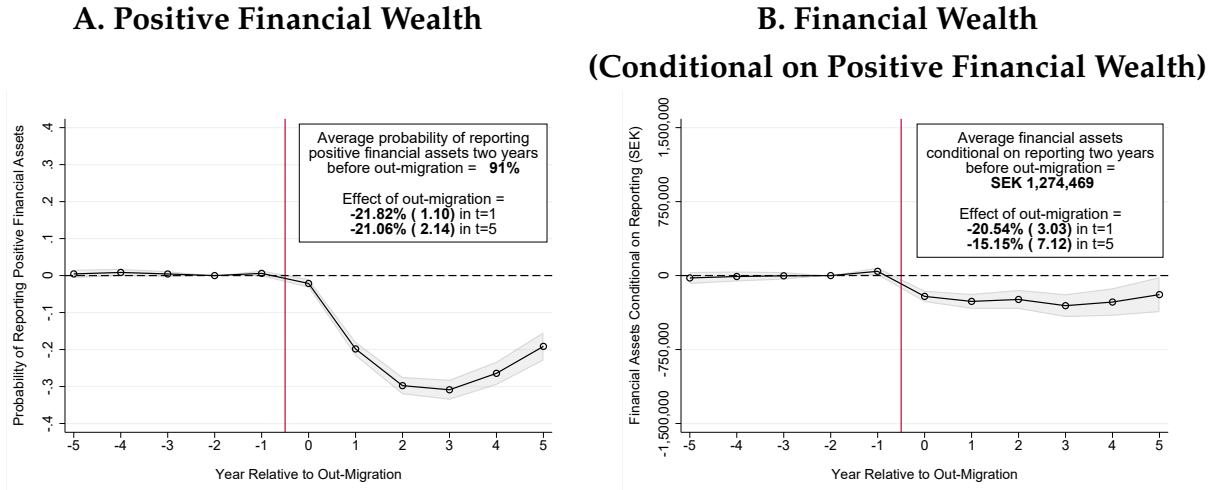 A. Positive Financial Wealth
Probability of Reporting Positive Financial Assets
.4
.3
.2
.1
0
-.1
-.2
-.3
-.4
Average probability of reporting
positive financial assets two years
before out-migration = 91%
Effect of out-migration =
-21.82% ( 1.10) in t=1
-21.06% ( 2.14) in t=5
-5 -4 -3 -2 -1 0 1 2 3 4 5
Year Relative to Out-Migration
B. Financial Wealth
(Conditional on Positive Financial Wealth)
Financial Assets Conditional on Reporting (SEK)
1,500,000
750,000
0
-750,000
-1,500,000
Average financial assets
conditional on reporting two years
before out-migration =
SEK 1,274,469
Effect of out-migration =
-20.54% ( 3.03) in t=1
-15.15% ( 7.12) in t=5
-5 -4 -3 -2 -1 0 1 2 3 4 5
Year Relative to Out-Migration